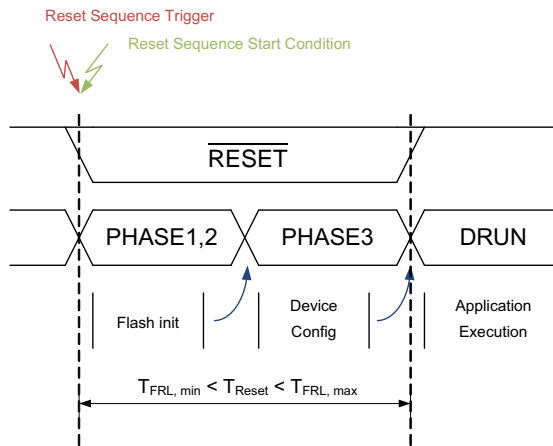 Reset Sequence Trigger
Reset Sequence Start Condition
RESET
PHASE1,2
PHASE3
DRUN
Flash init
Device
Config
Application
Execution
TFRL, min < TReset < TFRL, max